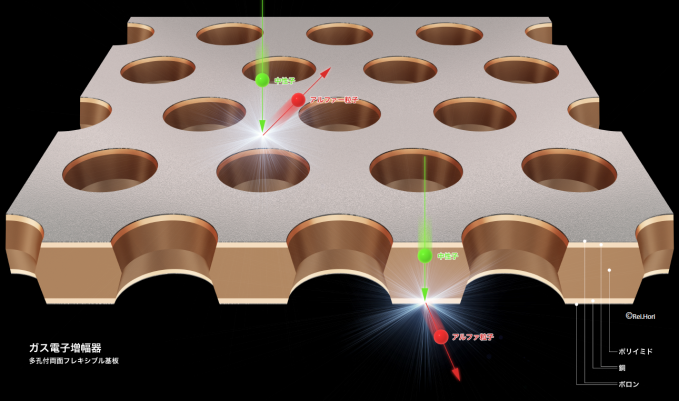 中性子
アルファー粒子
中性子
アルファ粒子
©Rei.Hori
ガス電子増幅器
多孔付両面フレキシブル基板
ポリイミド
銅
ボロン